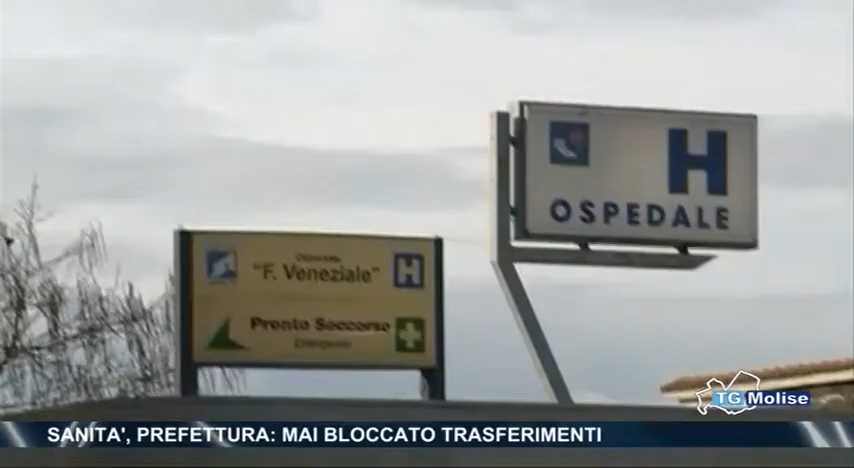 H
OSPEDALE
Ospedale
"F. Veneziale" H
Pronto Soccorso
TG Molise
SANITA', PREFETTURA: MAI BLOCCATO TRASFERIMENTI